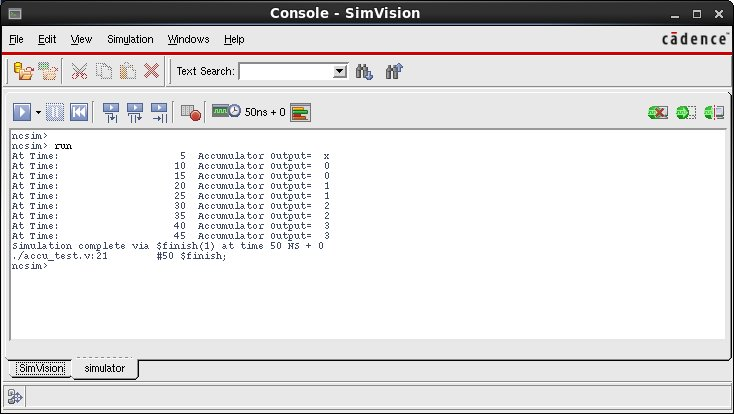 Console - SimVision
File Edit View Simulation Windows Help
cādence™
Text Search:
50ns + 0
ncsim>
ncsim> run
At Time: 5 Accumulator Output= x
At Time: 10 Accumulator Output= 0
At Time: 15 Accumulator Output= 0
At Time: 20 Accumulator Output= 1
At Time: 25 Accumulator Output= 1
At Time: 30 Accumulator Output= 2
At Time: 35 Accumulator Output= 2
At Time: 40 Accumulator Output= 3
At Time: 45 Accumulator Output= 3
Simulation complete via $finish(1) at time 50 NS + 0
./accu_test.v:21 #50 $finish;
ncsim>
SimVision simulator